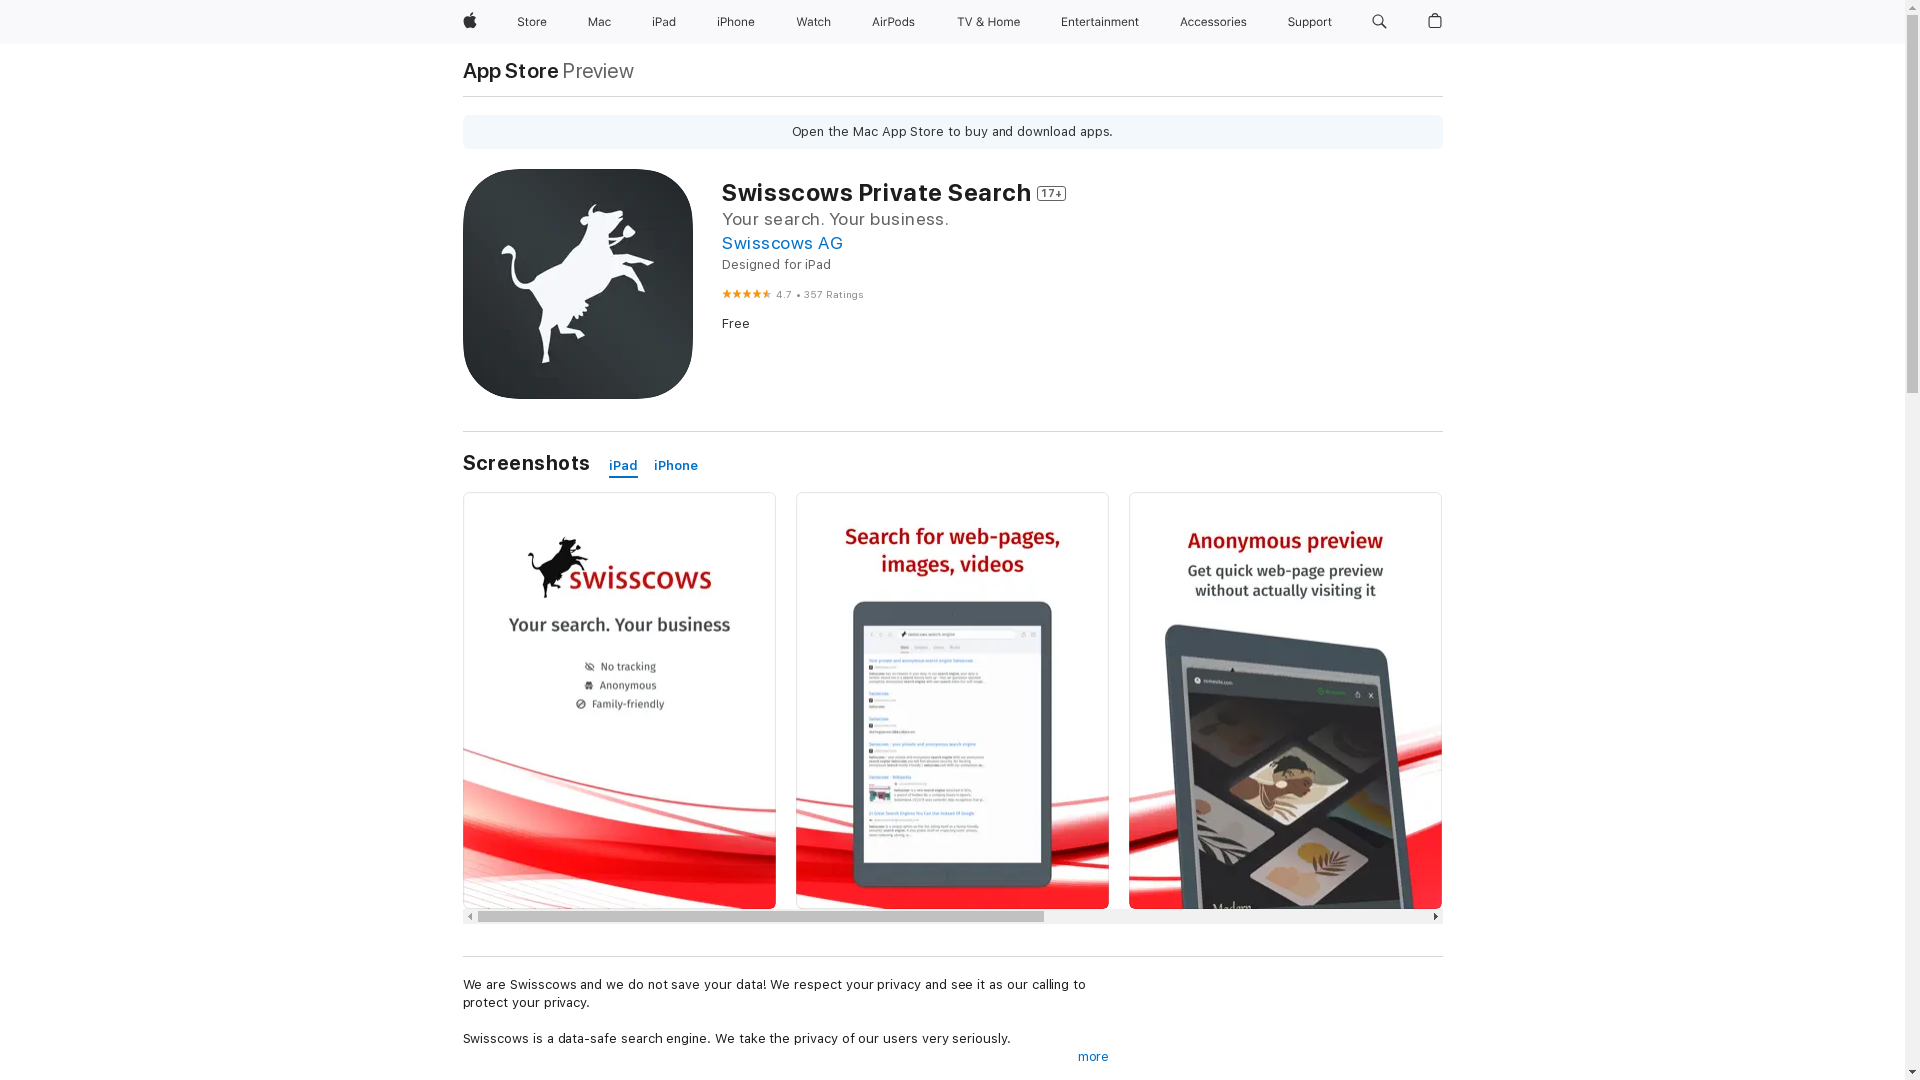 Store Mac iPad iPhone Watch AirPods TV & Home Entertainment Accessories Support
App Store Preview
Open the Mac App Store to buy and download apps.
Swisscows Private Search 17+
Your search. Your business.
Swisscows AG
Designed for iPad
4.7 • 357 Ratings
Free
Screenshots iPad iPhone
swisscows
Your search. Your business
No tracking
Anonymous
Family-friendly
Search for web-pages,
images, videos
Anonymous preview
Get quick web-page preview
without actually visiting it
Modern
We are Swisscows and we do not save your data! We respect your privacy and see it as our calling to
protect your privacy.
Swisscows is a data-safe search engine. We take the privacy of our users very seriously.
more